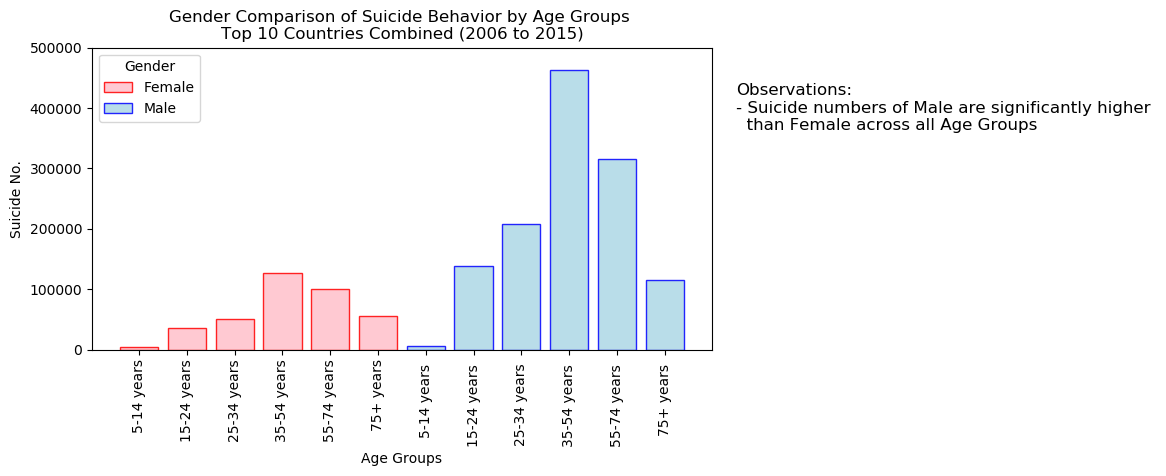 Gender Comparison of Suicide Behavior by Age Groups
Top 10 Countries Combined (2006 to 2015)
Gender
Female
Male
500000
400000
300000
200000
100000
0
Suicide No.
5-14 years
15-24 years
25-34 years
35-54 years
55-74 years
75+ years
5-14 years
15-24 years
25-34 years
35-54 years
55-74 years
75+ years
Age Groups
Observations:
- Suicide numbers of Male are significantly higher
than Female across all Age Groups